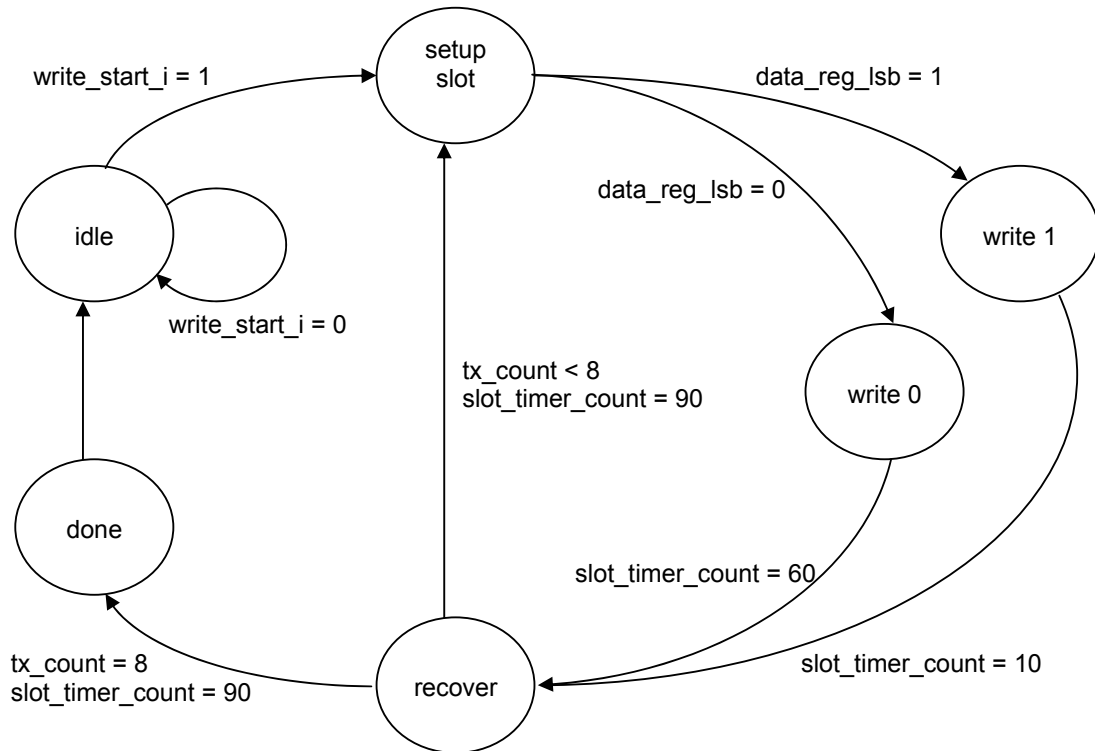 setup
slot
write_start_i = 1
data_reg_lsb = 1
data_reg_lsb = 0
idle
write 1
write_start_i = 0
tx_count < 8
slot_timer_count = 90
write 0
done
slot_timer_count = 60
tx_count = 8
slot_timer_count = 90
recover
slot_timer_count = 10